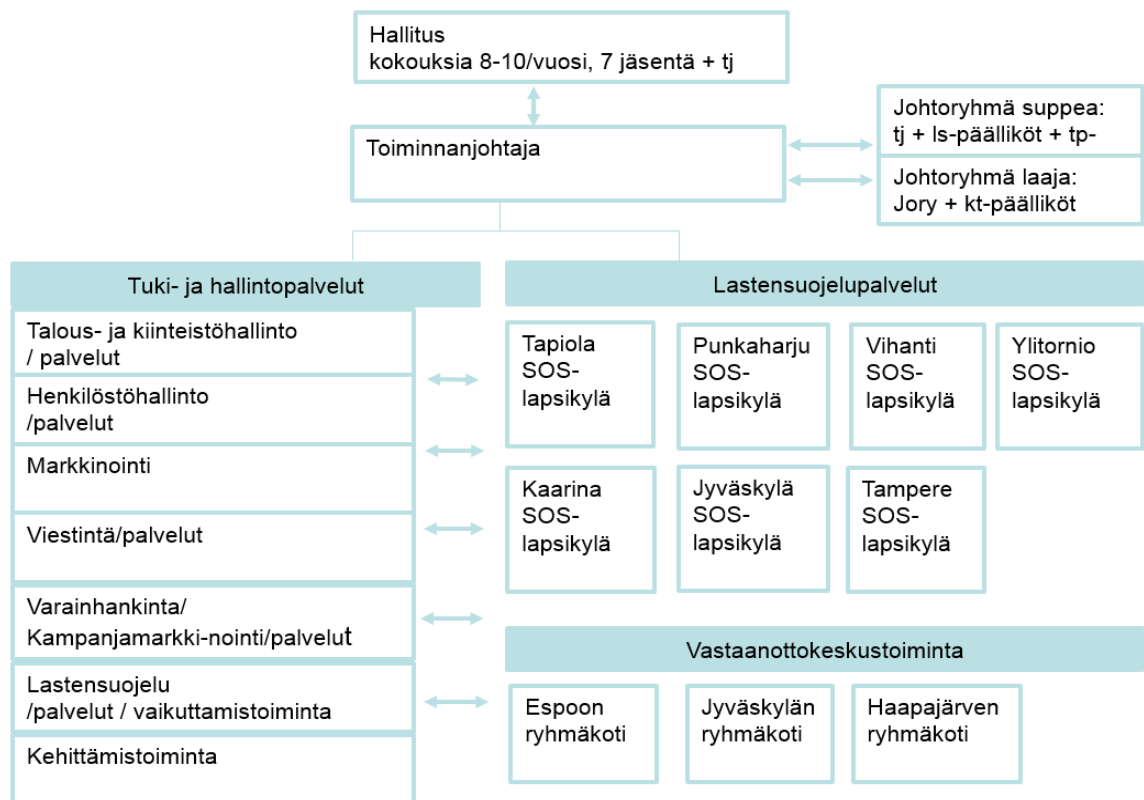 Hallitus
kokouksia 8-10/vuosi, 7 jäsentä + tj
Toiminnanjohtaja
Johtoryhmä suppea:
tj + ls-päälliköt + tp-
Johtoryhmä laaja:
Jory + kt-päälliköt
Tuki- ja hallintopalvelut
Talous- ja kiinteistöhallinto
/ palvelut
Henkilöstöhallinto
/palvelut
Markkinointi
Viestintä/palvelut
Varainhankinta/
Kampanjamarkki-nointi/palvelut
Lastensuojelu
/palvelut / vaikuttamistoiminta
Kehittämistoiminta
Lastensuojelupalvelut
Tapiola
SOS-
lapsikylä
Punkaharju
SOS-
lapsikylä
Vihanti
SOS-
lapsikylä
Ylitornio
SOS-
lapsikylä
Kaarina
SOS-
lapsikylä
Jyväskylä
SOS-
lapsikylä
Tampere
SOS-
lapsikylä
Vastaanottokeskustoiminta
Espoon
ryhmäkoti
Jyväskylän
ryhmäkoti
Haapajärven
ryhmäkoti